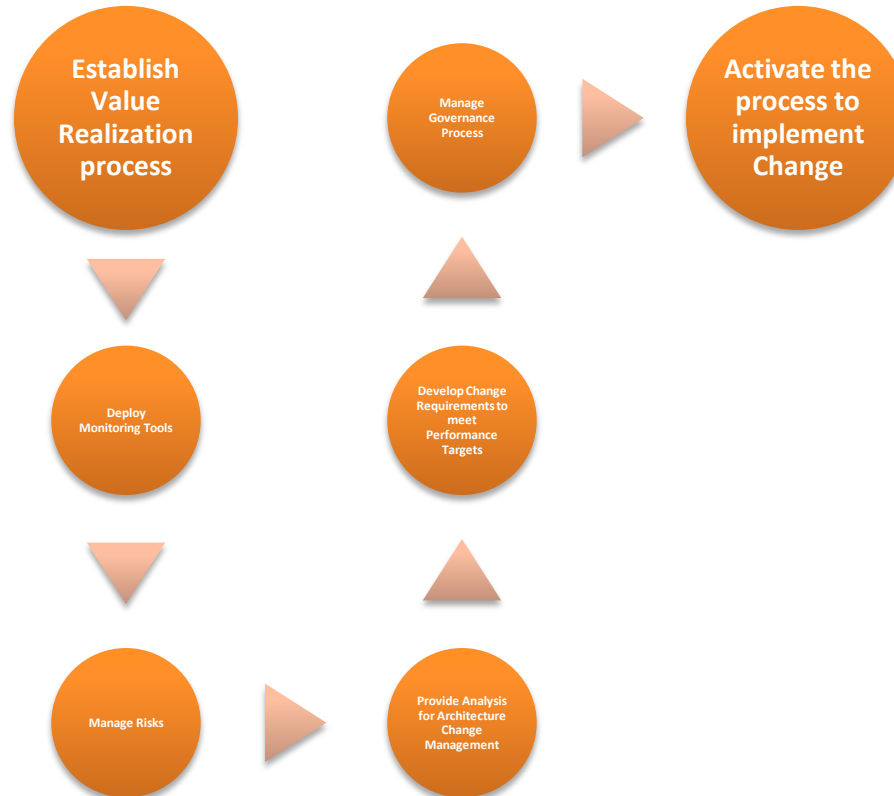 Establish
Value
Realization
process
Deploy
Monitoring Tools
Manage Risks
Provide Analysis
for Architecture
Change
Management
Develop Change
Requirements to
meet
Performance
Targets
Manage
Governance
Process
Activate the
process to
implement
Change